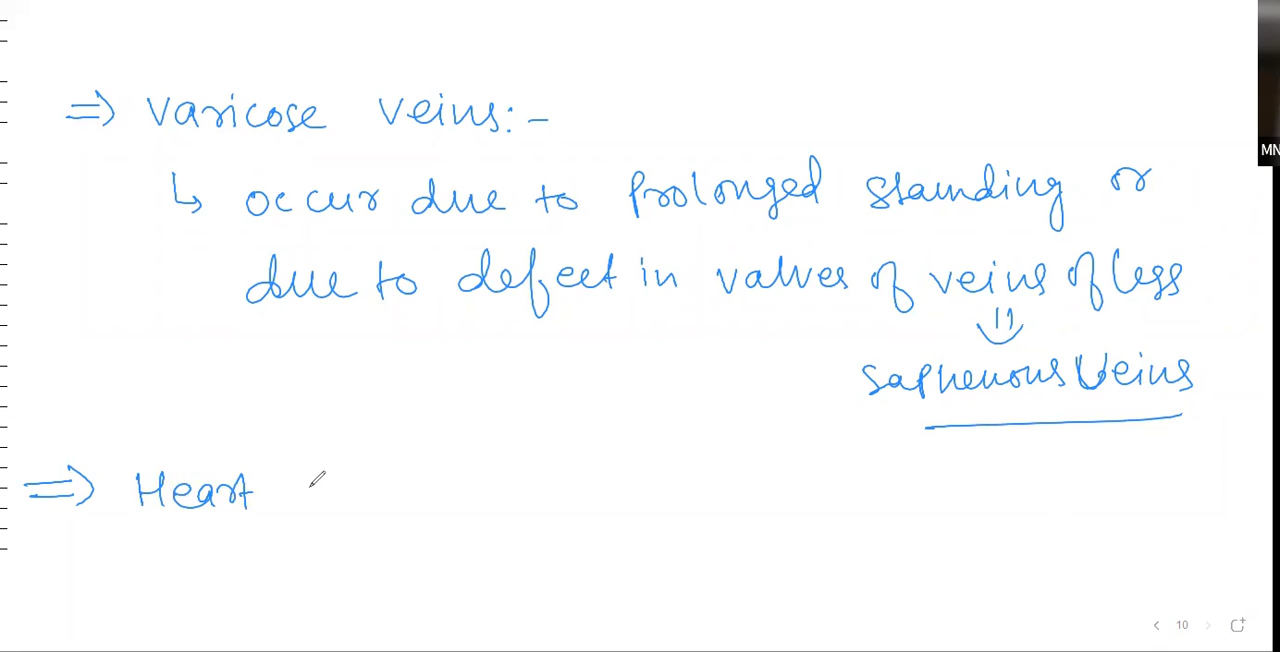 => Varicose veins:-
↳ occur due to prolonged standing or
due to defect in valves of veins of legs
Saphenous Veins
=> Heart
MN
10